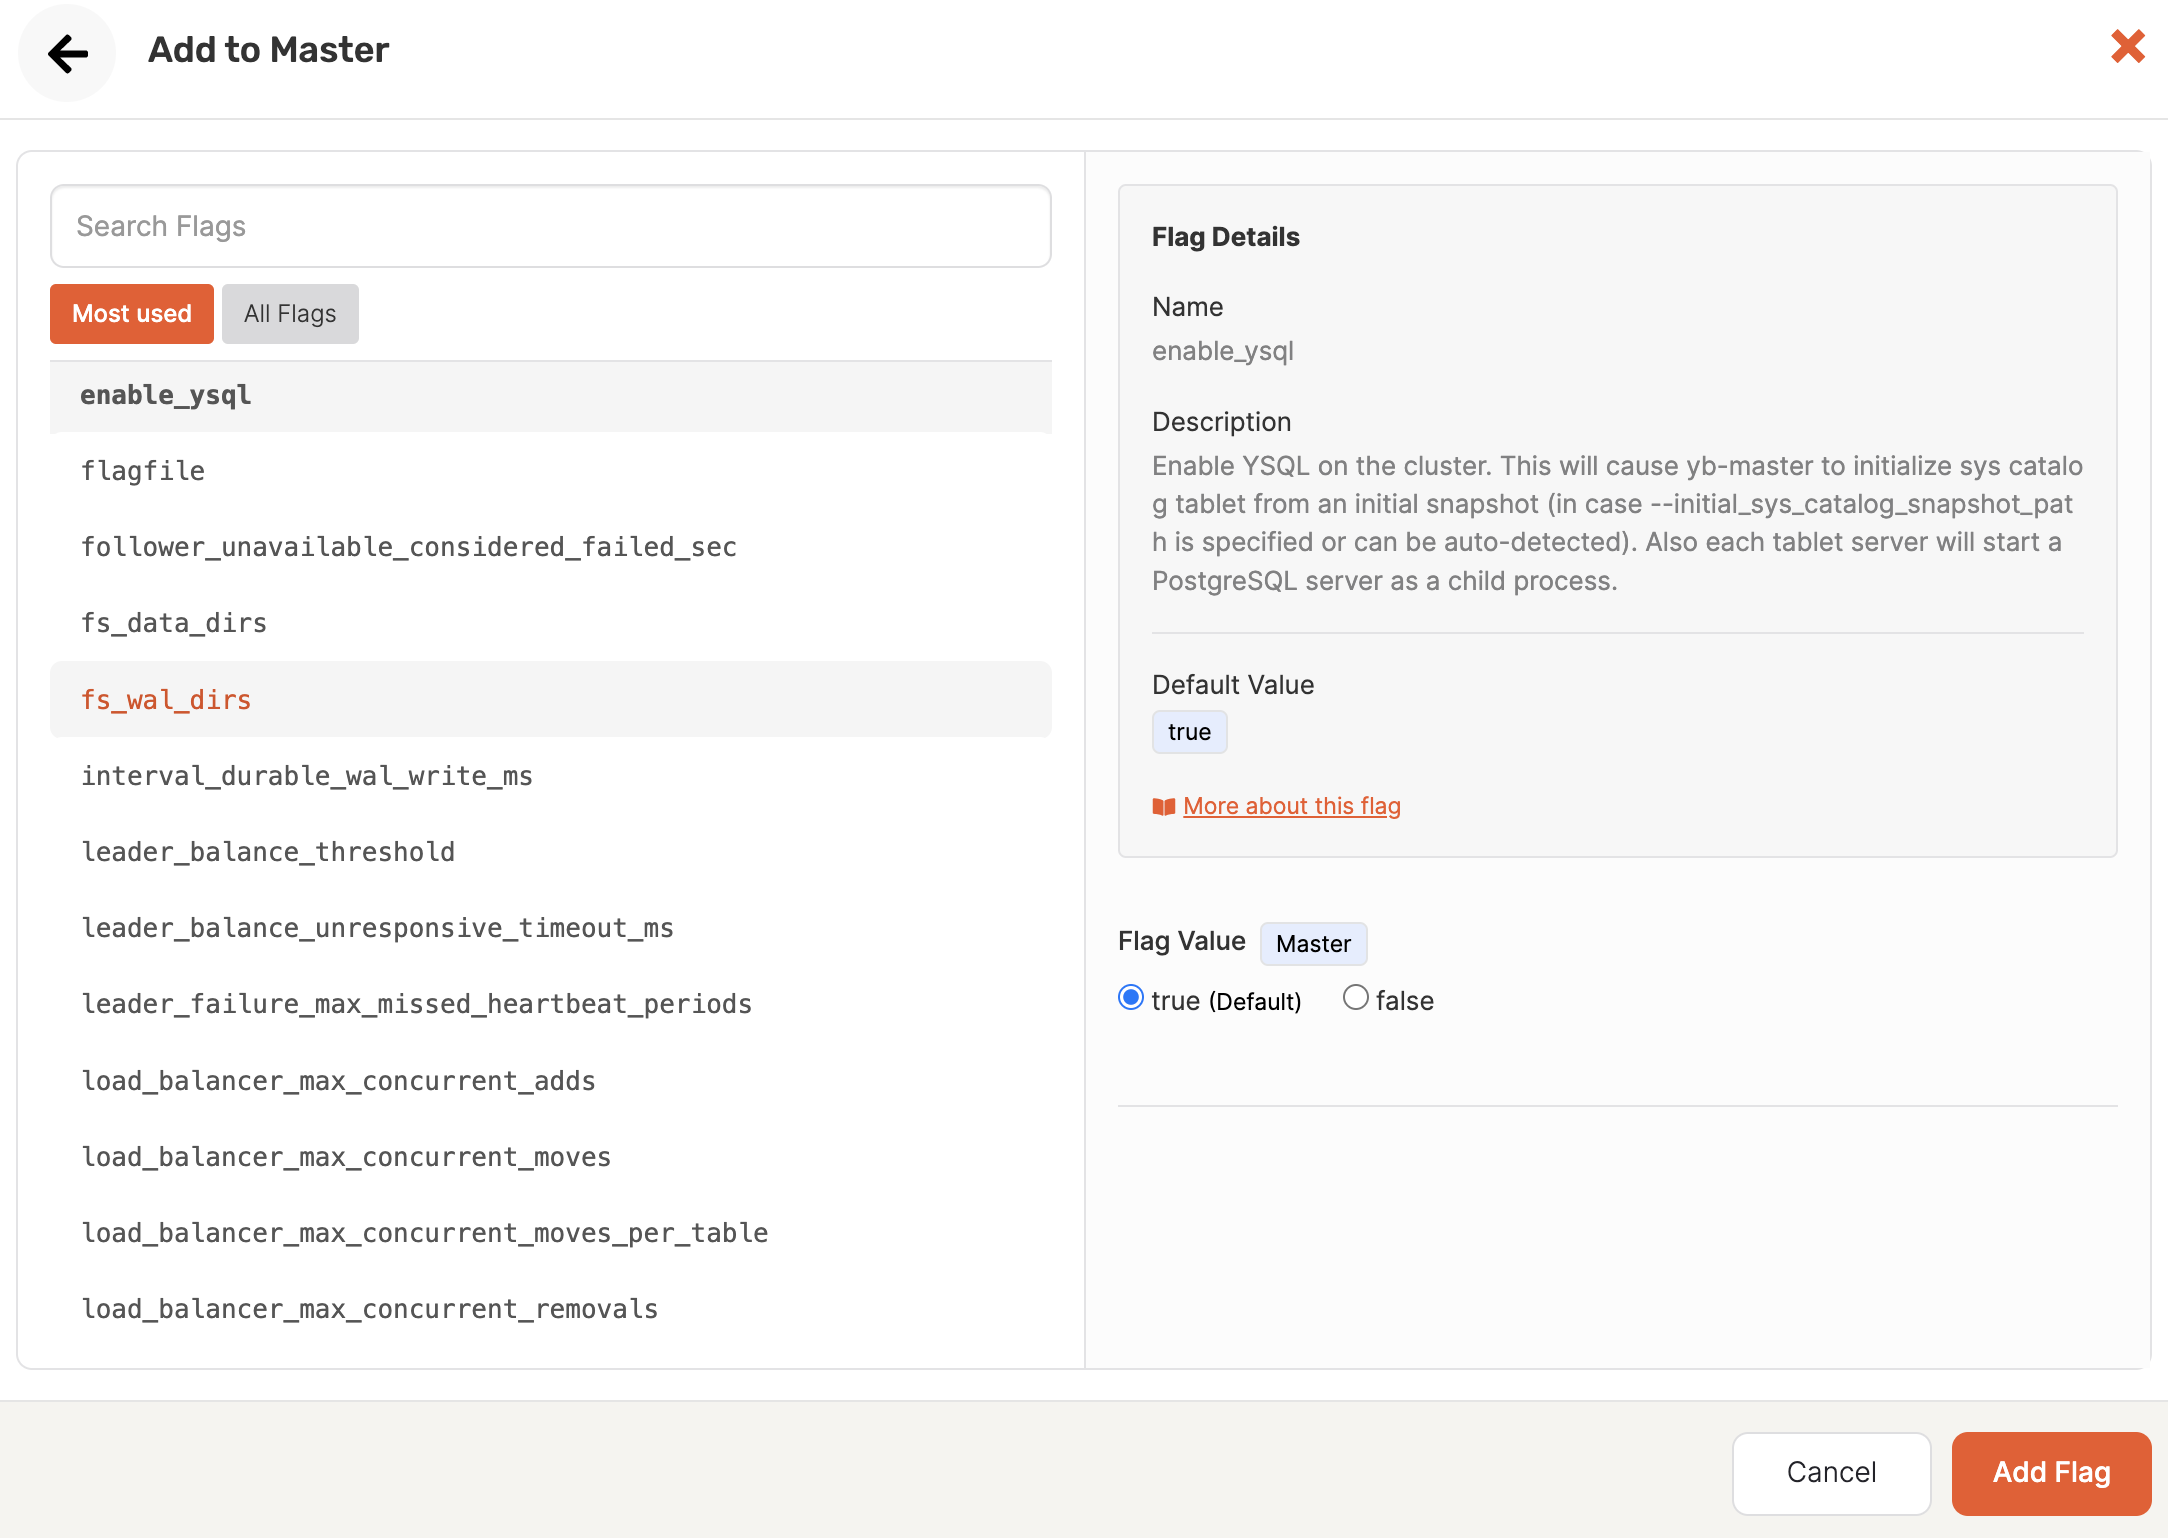 Add to Master
Search Flags
Most used
All Flags
enable_ysql
flagfile
follower_unavailable_considered_failed_sec
fs_data_dirs
fs_wal_dirs
interval_durable_wal_write_ms
leader_balance_threshold
leader_balance_unresponsive_timeout_ms
leader_failure_max_missed_heartbeat_periods
load_balancer_max_concurrent_adds
load_balancer_max_concurrent_moves
load_balancer_max_concurrent_moves_per_table
load_balancer_max_concurrent_removals
Flag Details
Name
enable_ysql
Description
Enable YSQL on the cluster. This will cause yb-master to initialize sys catalo
g tablet from an initial snapshot (in case --initial_sys_catalog_snapshot_pat
h is specified or can be auto-detected). Also each tablet server will start a
PostgreSQL server as a child process.
Default Value
true
More about this flag
Flag Value Master
true (Default) false
Cancel
Add Flag